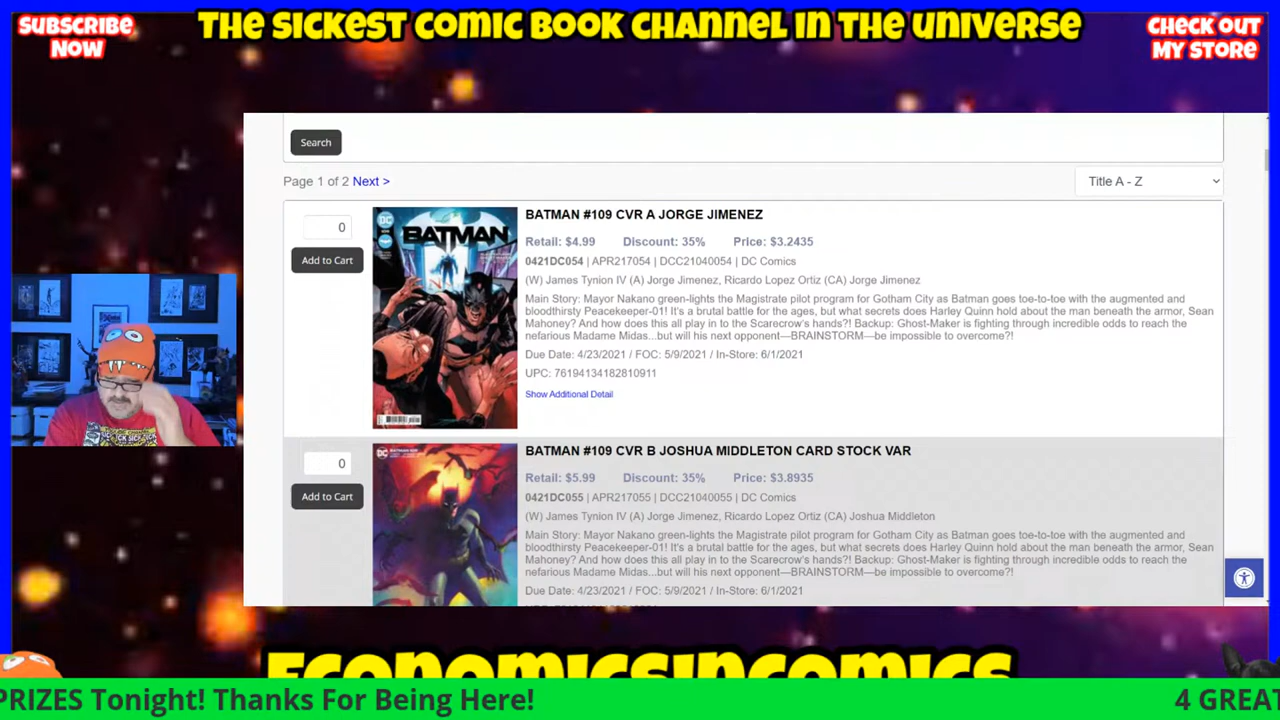 SUBSCRIBE
NOW
THE SICKEST COMIC BOOK CHANNEL IN THE UNIVERSE
CHECK OUT
MY STORE
Search
Page 1 of 2 Next >
Title A - Z
0
Add to Cart
DC
BATMAN
BATMAN #109 CVR A JORGE JIMENEZ
Retail: $4.99 Discount: 35% Price: $3.2435
0421DC054 | APR217054 | DCC21040054 | DC Comics
(W) James Tynion IV (A) Jorge Jimenez, Ricardo Lopez Ortiz (CA) Jorge Jimenez
Main Story: Mayor Nakano green-lights the Magistrate pilot program for Gotham City as Batman goes toe-to-toe with the augmented and
bloodthirsty Peacekeeper-01! It's a brutal battle for the ages, but what secrets does Harley Quinn hold about the man beneath the armor, Sean
Mahoney? And how does this all play in to the Scarecrow's hands?! Backup: Ghost-Maker is fighting through incredible odds to reach the
nefarious Madame Midas...but will his next opponent—BRAINSTORM—be impossible to overcome?!
Due Date: 4/23/2021 / FOC: 5/9/2021 / In-Store: 6/1/2021
UPC: 76194134182810911
Show Additional Detail
0
Add to Cart
DC
BATMAN #109 CVR B JOSHUA MIDDLETON CARD STOCK VAR
Retail: $5.99 Discount: 35% Price: $3.8935
0421DC055 | APR217055 | DCC21040055 | DC Comics
(W) James Tynion IV (A) Jorge Jimenez, Ricardo Lopez Ortiz (CA) Joshua Middleton
Main Story: Mayor Nakano green-lights the Magistrate pilot program for Gotham City as Batman goes toe-to-toe with the augmented and
bloodthirsty Peacekeeper-01! It's a brutal battle for the ages, but what secrets does Harley Quinn hold about the man beneath the armor, Sean
Mahoney? And how does this all play in to the Scarecrow's hands?! Backup: Ghost-Maker is fighting through incredible odds to reach the
nefarious Madame Midas...but will his next opponent—BRAINSTORM—be impossible to overcome?!
Due Date: 4/23/2021 / FOC: 5/9/2021 / In-Store: 6/1/2021
ECONOMICSINCOMICS
PRIZES Tonight! Thanks For Being Here! 4 GREAT